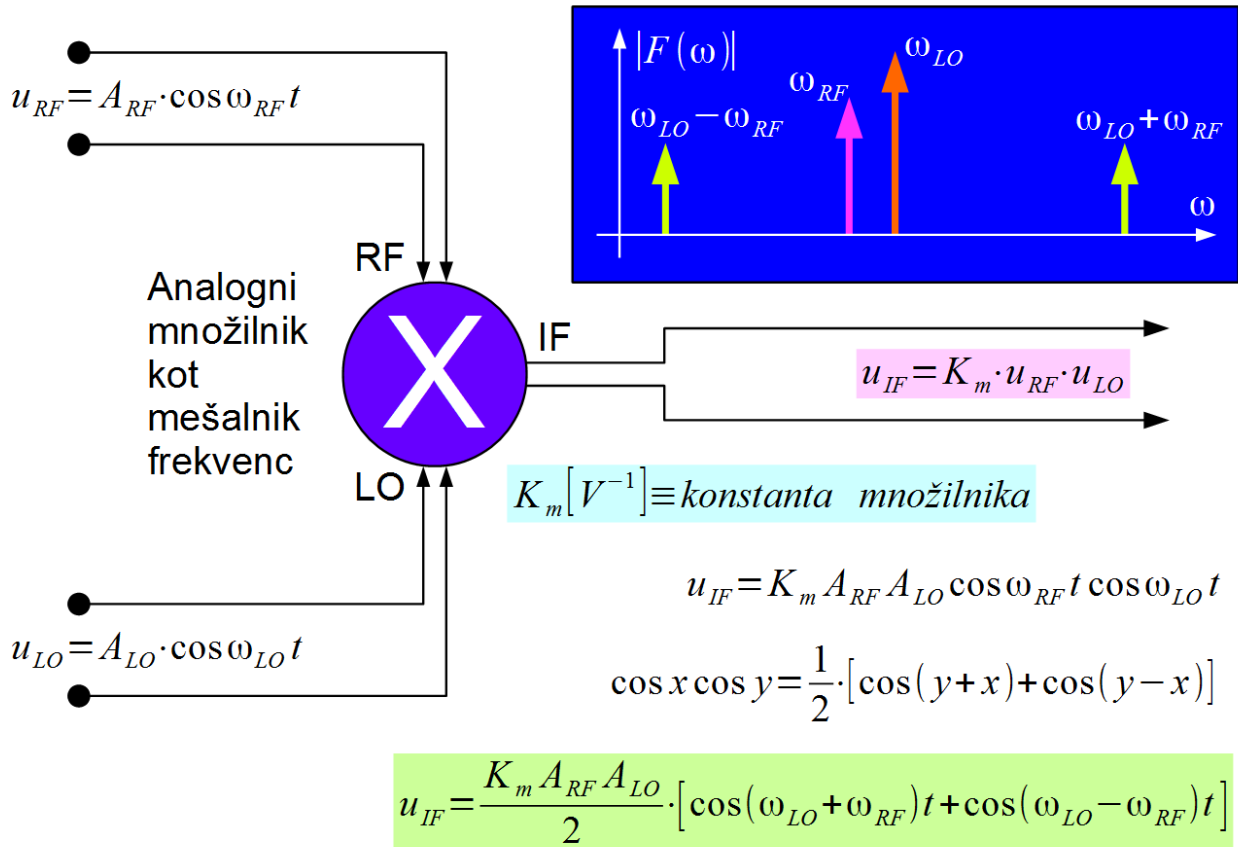 u_RF = A_RF · cos ω_RF t
|F(ω)|
ω_LO
ω_RF
ω_LO − ω_RF
ω_LO + ω_RF
ω
RF
Analogni
množilnik
kot
mešalnik
frekvenc
X
IF
u_IF = K_m · u_RF · u_LO
LO
K_m [V^−1] ≡ konstanta množilnika
u_IF = K_m A_RF A_LO cos ω_RF t cos ω_LO t
u_LO = A_LO · cos ω_LO t
cos x cos y = 1/2 · [cos(y+x) + cos(y−x)]
u_IF = K_m A_RF A_LO / 2 · [cos(ω_LO + ω_RF)t + cos(ω_LO − ω_RF)t]